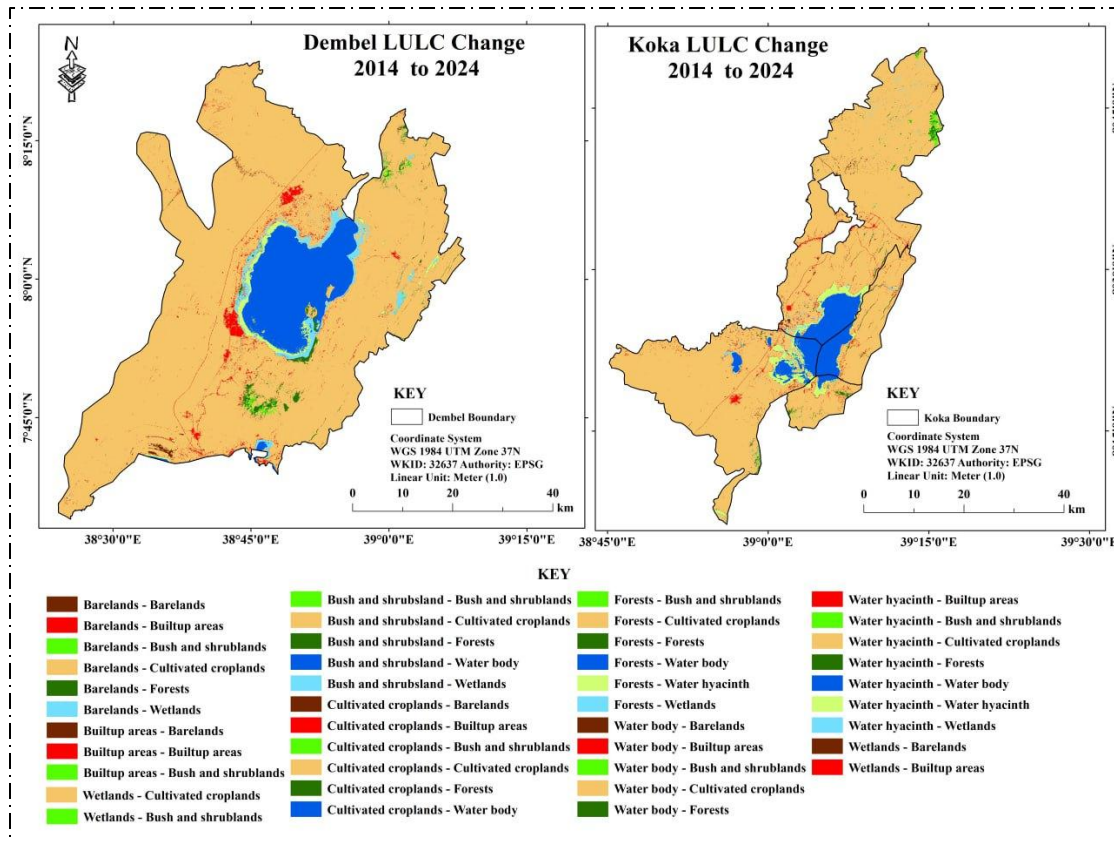 N
Dembel LULC Change
2014 to 2024
8°15'0"N
8°0'0"N
7°45'0"N
KEY
Dembel Boundary
Coordinate System
WGS 1984 UTM Zone 37N
WKID: 32637 Authority: EPSG
Linear Unit: Meter (1.0)
0 10 20 40
km
38°30'0"E 38°45'0"E 39°0'0"E 39°15'0"E
Koka LULC Change
2014 to 2024
KEY
Koka Boundary
Coordinate System
WGS 1984 UTM Zone 37N
WKID: 32637 Authority: EPSG
Linear Unit: Meter (1.0)
0 10 20 40
km
38°45'0"E 39°0'0"E 39°15'0"E 39°30'0"E
KEY
Barelands - Barelands
Barelands - Builtup areas
Barelands - Bush and shrublands
Barelands - Cultivated croplands
Barelands - Forests
Barelands - Wetlands
Builtup areas - Barelands
Builtup areas - Builtup areas
Builtup areas - Bush and shrublands
Wetlands - Cultivated croplands
Wetlands - Bush and shrublands
Bush and shrubsland - Bush and shrublands
Bush and shrubsland - Cultivated croplands
Bush and shrubsland - Forests
Bush and shrubsland - Water body
Bush and shrubsland - Wetlands
Cultivated croplands - Barelands
Cultivated croplands - Builtup areas
Cultivated croplands - Bush and shrublands
Cultivated croplands - Cultivated croplands
Cultivated croplands - Forests
Cultivated croplands - Water body
Forests - Bush and shrublands
Forests - Cultivated croplands
Forests - Forests
Forests - Water body
Forests - Water hyacinth
Forests - Wetlands
Water body - Barelands
Water body - Builtup areas
Water body - Bush and shrublands
Water body - Cultivated croplands
Water body - Forests
Water hyacinth - Builtup areas
Water hyacinth - Bush and shrublands
Water hyacinth - Cultivated croplands
Water hyacinth - Forests
Water hyacinth - Water body
Water hyacinth - Water hyacinth
Water hyacinth - Wetlands
Wetlands - Barelands
Wetlands - Builtup areas